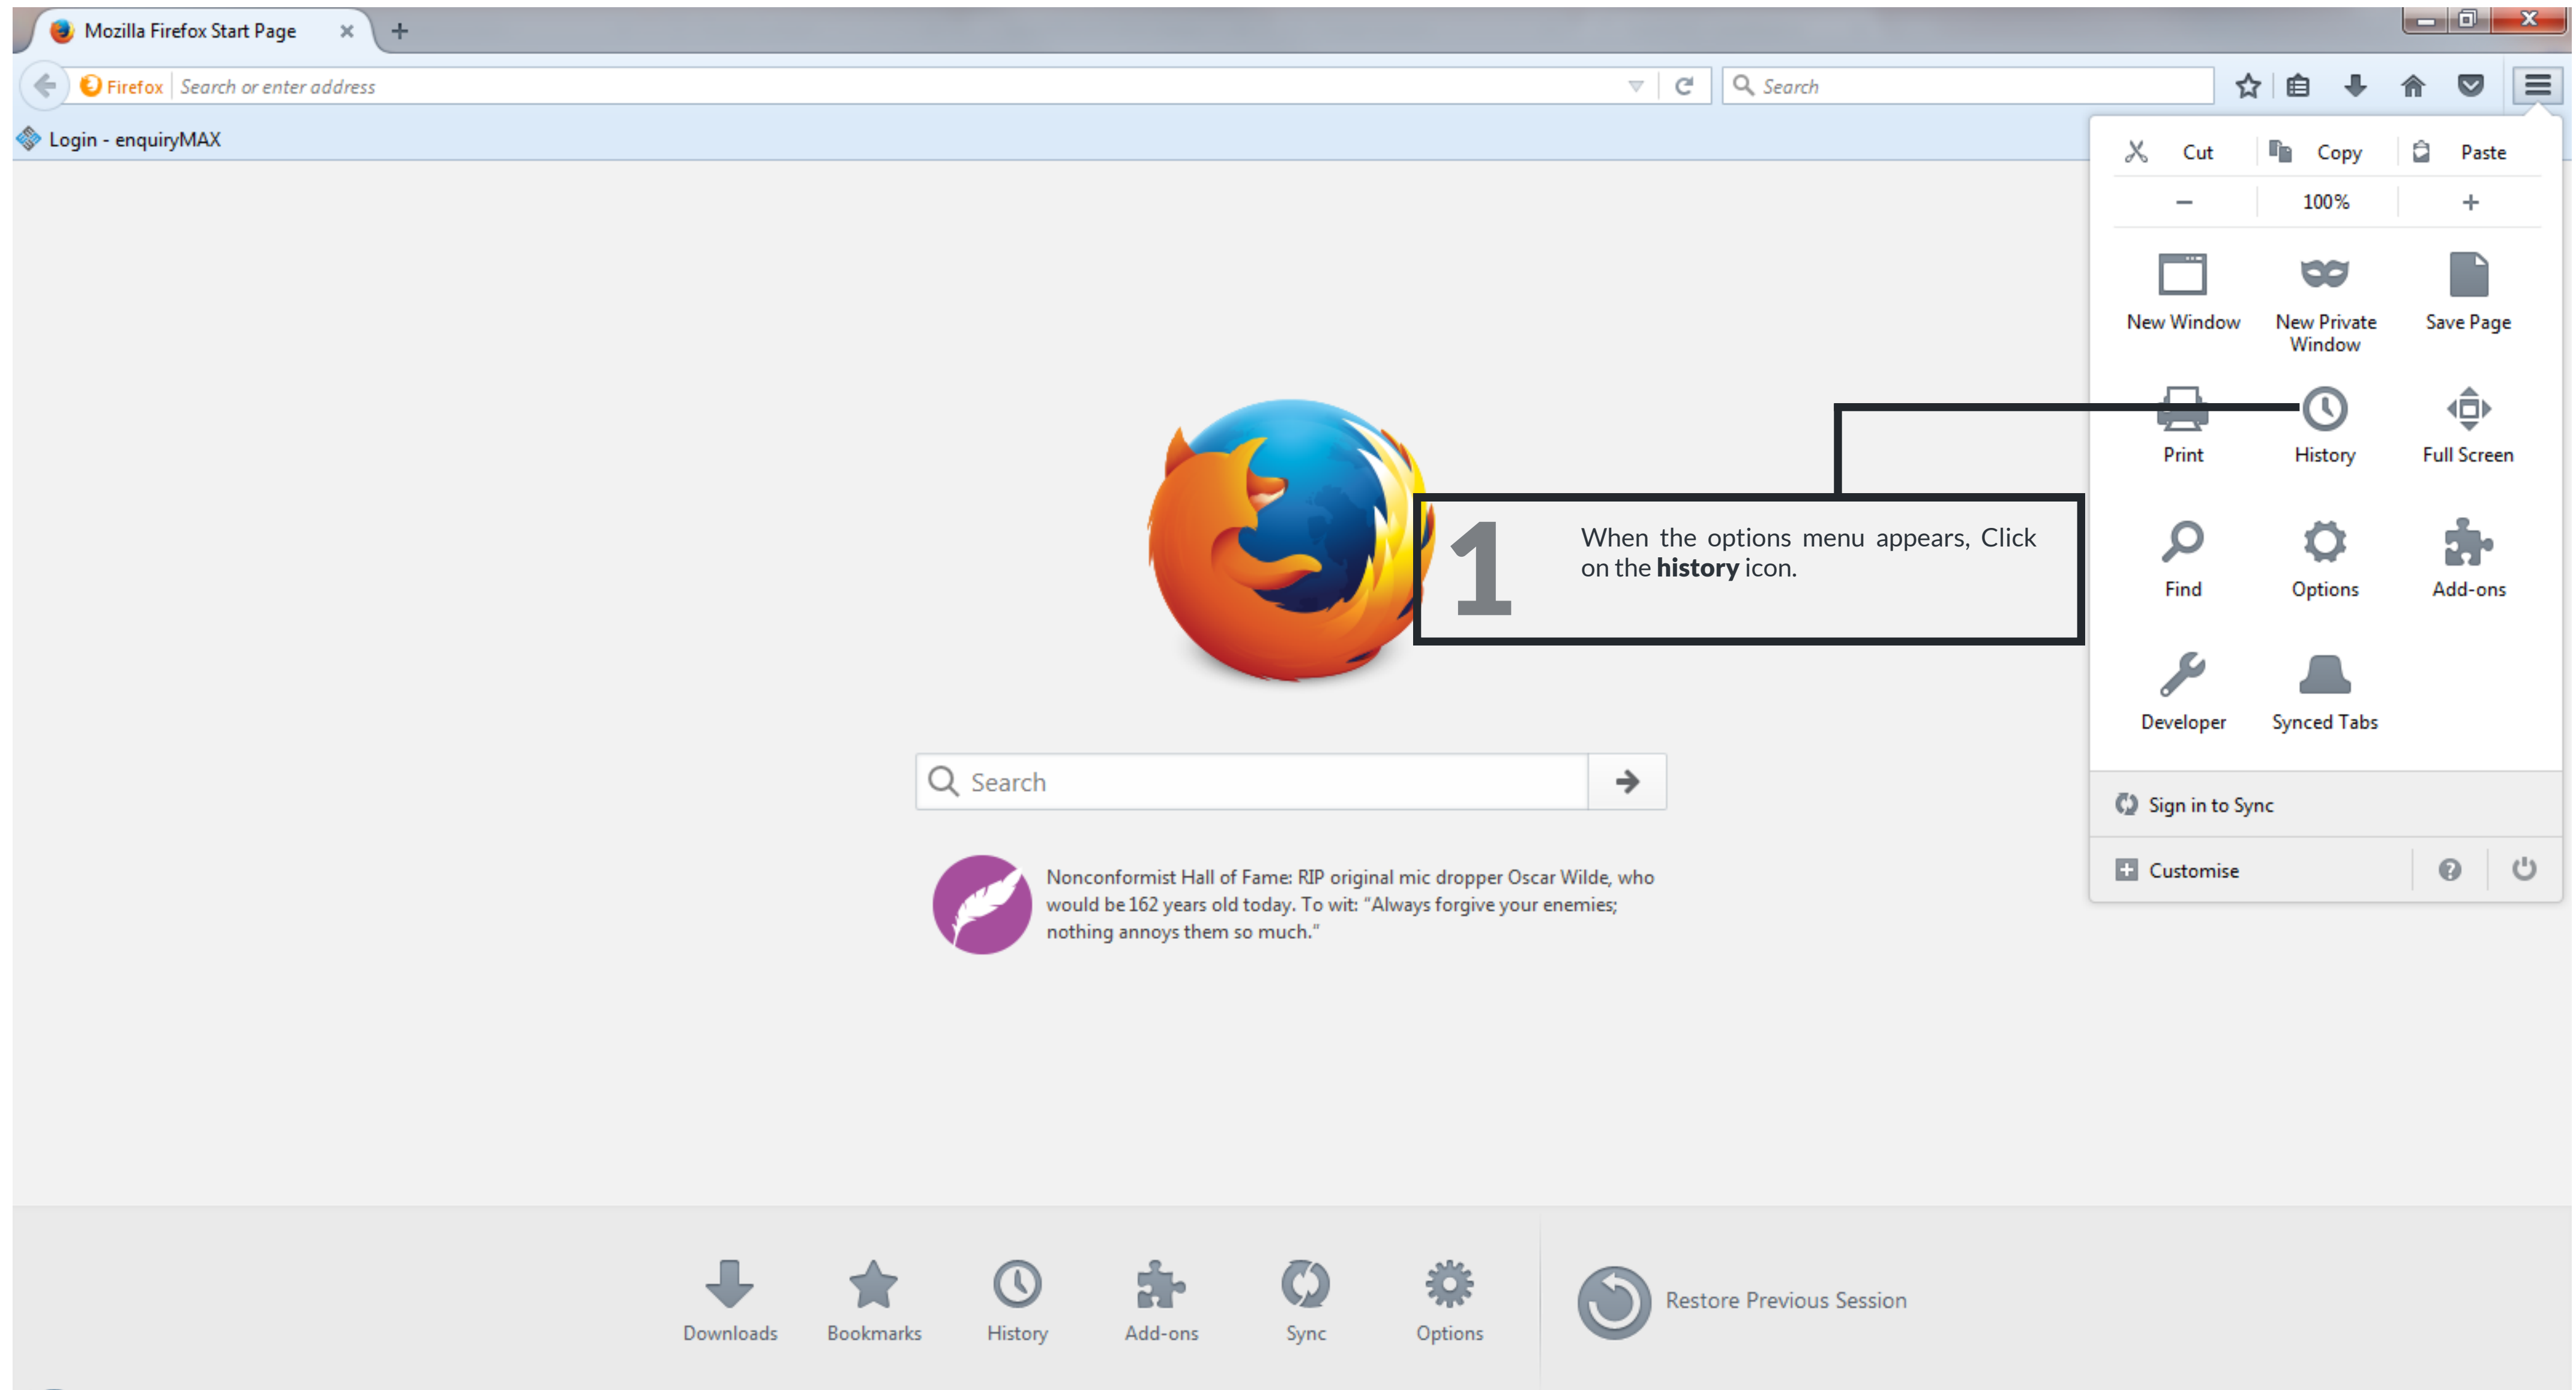 Mozilla Firefox Start Page
Firefox Search or enter address
Search
Login - enquiryMAX
Cut Copy Paste
100%
New Window New Private Window Save Page
Print History Full Screen
1
When the options menu appears, Click
on the history icon.
Find Options Add-ons
Developer Synced Tabs
Search
Sign in to Sync
Customise
Nonconformist Hall of Fame: RIP original mic dropper Oscar Wilde, who
would be 162 years old today. To wit: “Always forgive your enemies;
nothing annoys them so much.”
Downloads Bookmarks History Add-ons Sync Options
Restore Previous Session